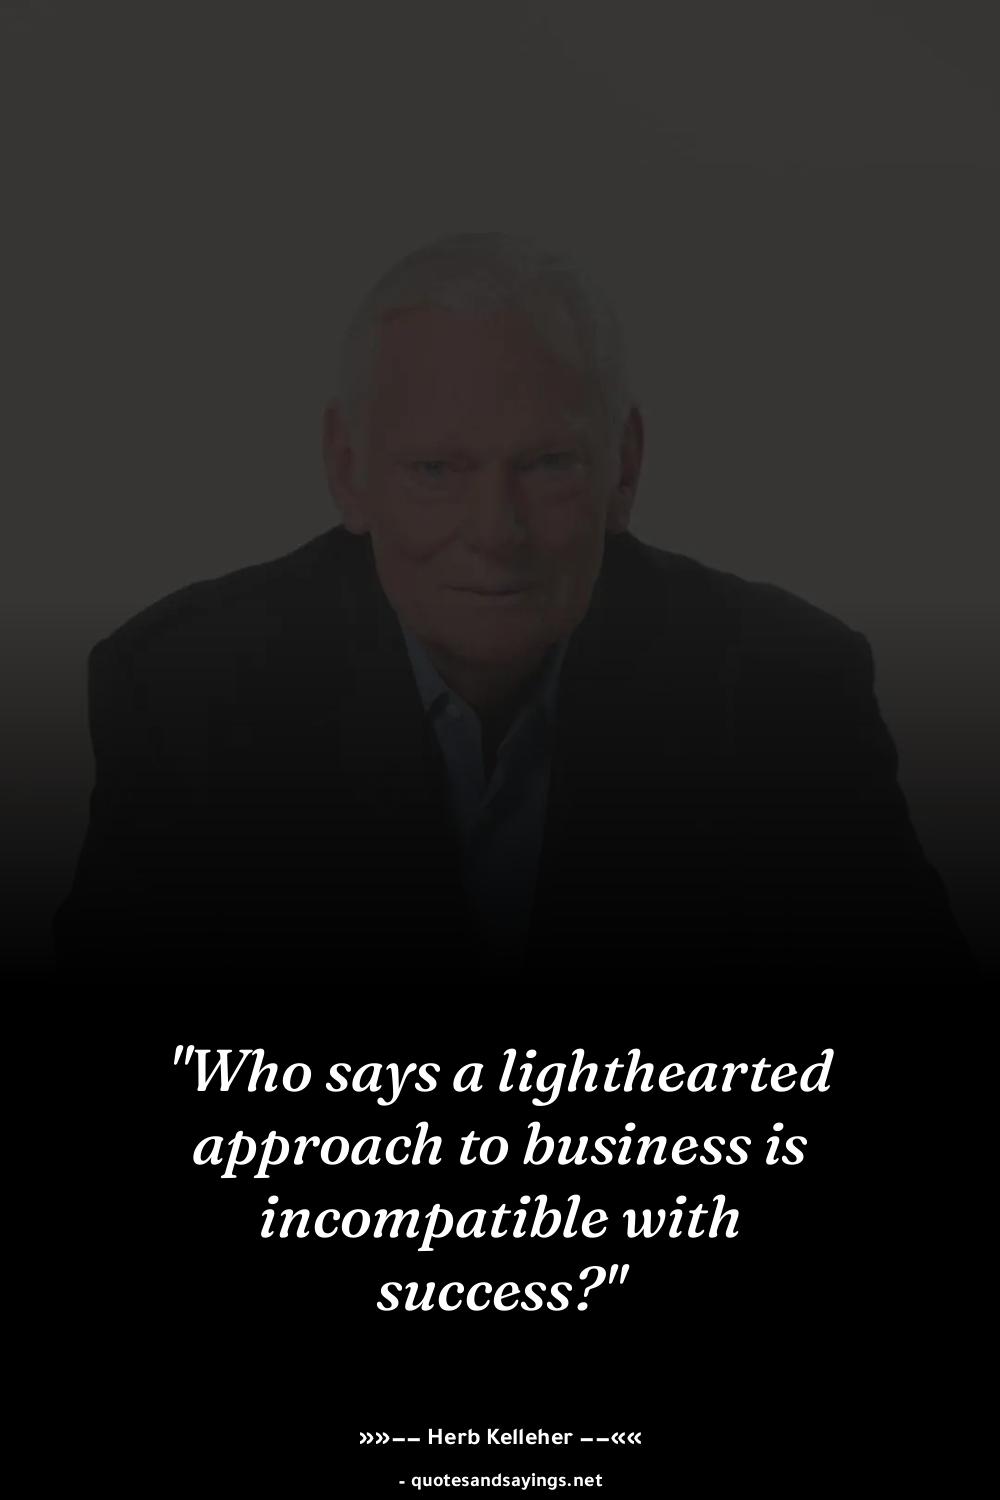 "Who says a lighthearted
approach to business is
incompatible with
success?"
»»–– Herb Kelleher ––««
- quotesandsayings.net